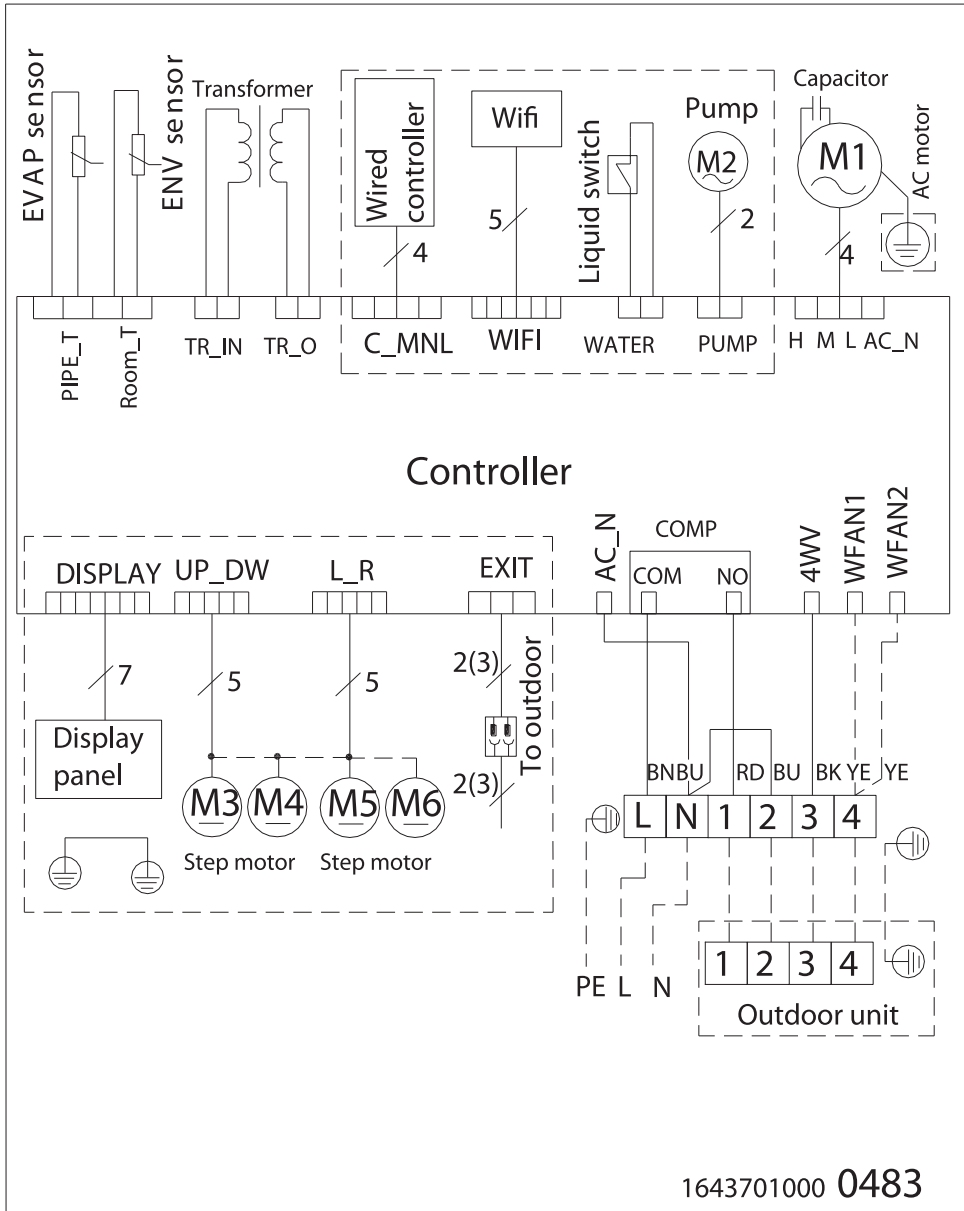 EVAP sensor
ENV sensor
Transformer
Wired
controller
4
Wifi
5
Liquid switch
Pump
M2
2
Capacitor
M1
4
AC motor
PIPE_T
Room_T
TR_IN
TR_O
C_MNL
WIFI
WATER
PUMP
H M L AC_N
Controller
DISPLAY
UP_DW
L_R
EXIT
AC_N
COMP
COM
NO
4WV
WFAN1
WFAN2
7
5
5
2(3)
To outdoor
2(3)
Display
panel
M3
M4
M5
M6
Step motor
Step motor
BN
BU
RD
BU
BK
YE
YE
L N 1 2 3 4
PE L N
1 2 3 4
Outdoor unit
1643701000 0483